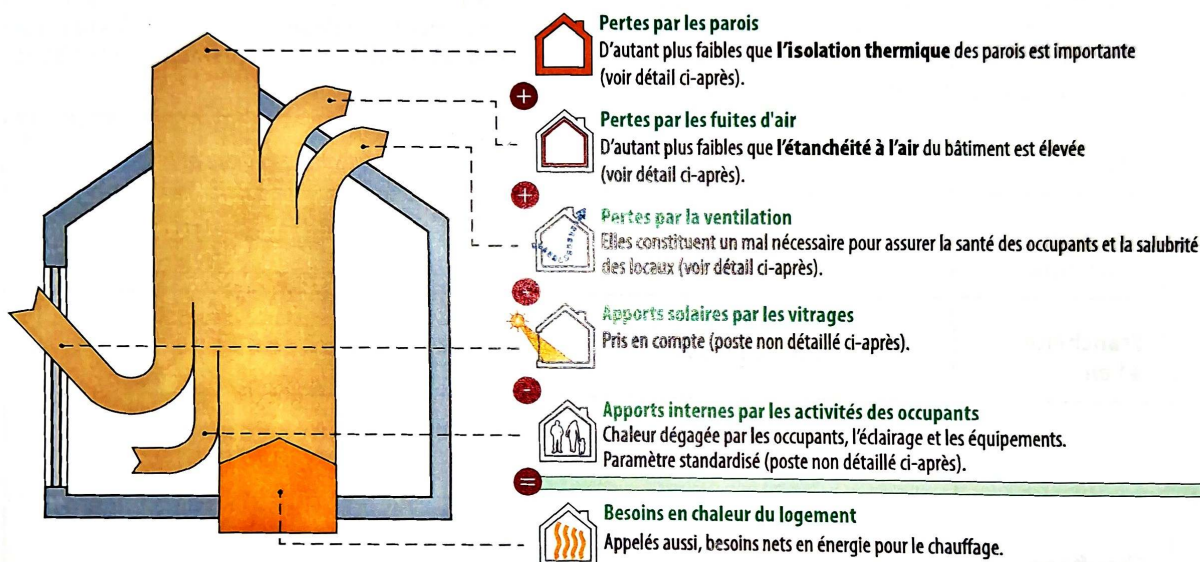 Pertes par les parois
D'autant plus faibles que l'isolation thermique des parois est importante
(voir détail ci-après).
+
Pertes par les fuites d'air
D'autant plus faibles que l'étanchéité à l'air du bâtiment est élevée
(voir détail ci-après).
+
Pertes par la ventilation
Elles constituent un mal nécessaire pour assurer la santé des occupants et la salubrité
des locaux (voir détail ci-après).
Apports solaires par les vitrages
Pris en compte (poste non détaillé ci-après).
-
Apports internes par les activités des occupants
Chaleur dégagée par les occupants, l'éclairage et les équipements.
Paramètre standardisé (poste non détaillé ci-après).
=
Besoins en chaleur du logement
Appelés aussi, besoins nets en énergie pour le chauffage.